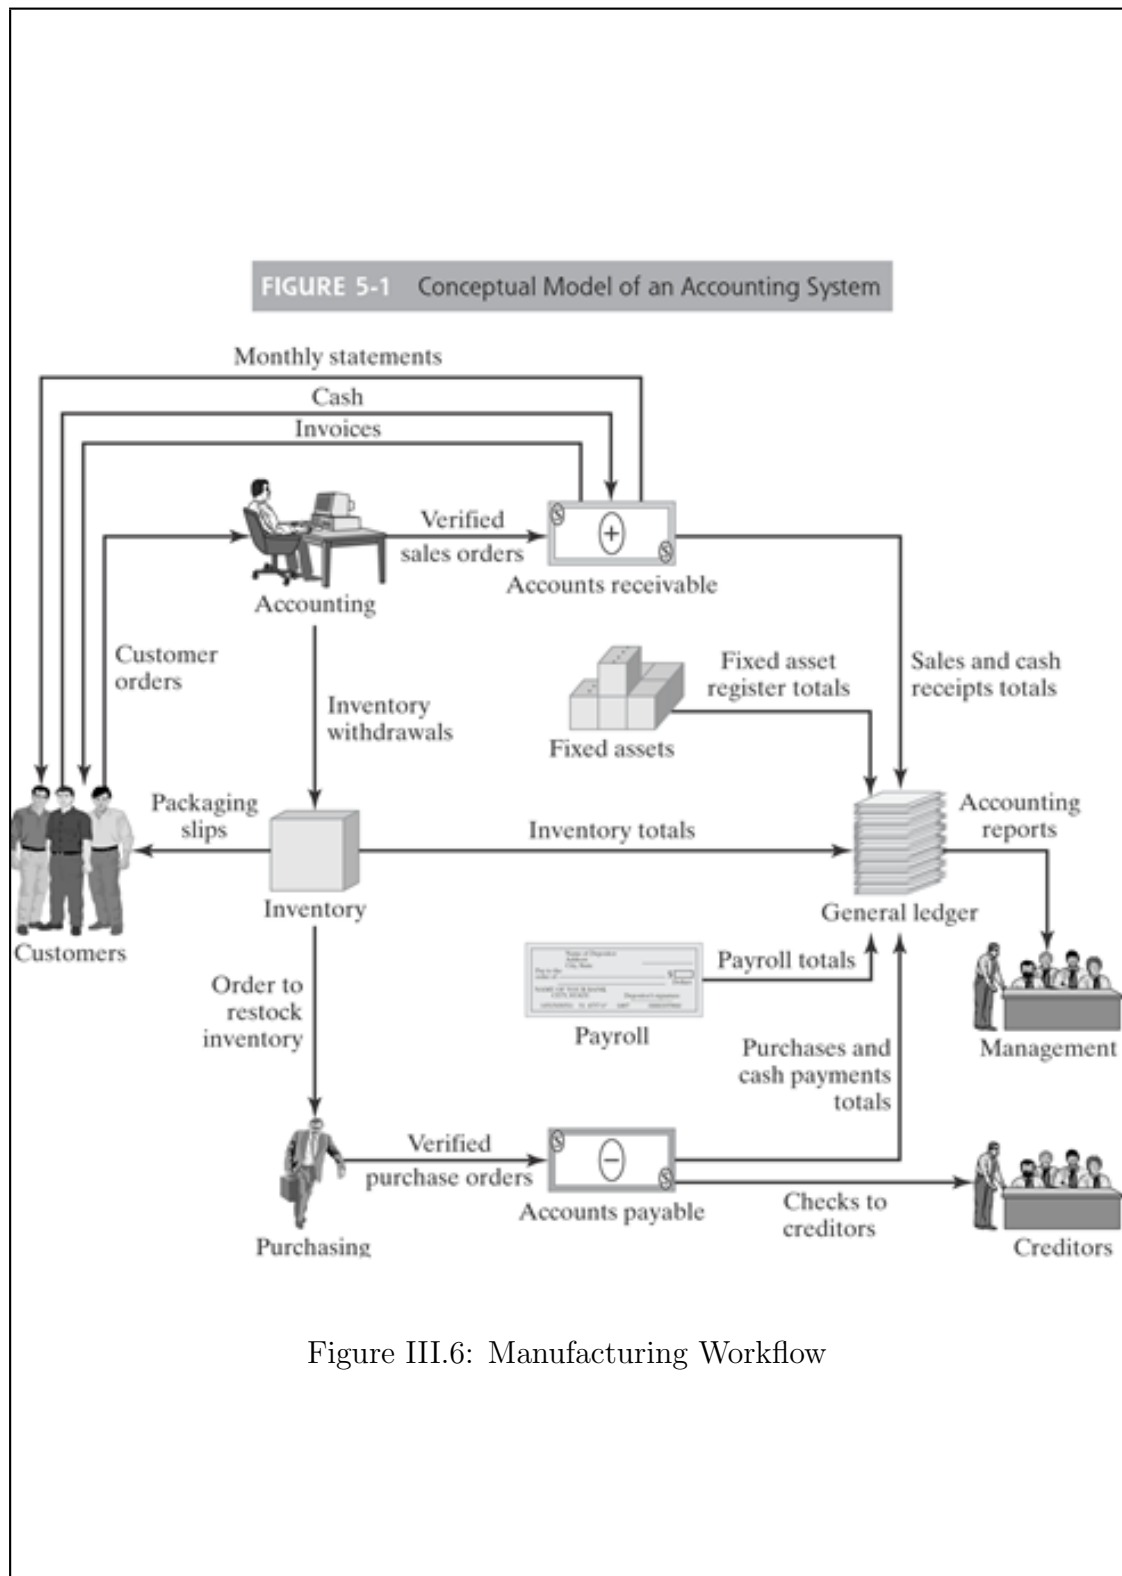 FIGURE 5-1 Conceptual Model of an Accounting System
Monthly statements
Cash
Invoices
Verified
sales orders
Accounts receivable
Accounting
Customer
orders
Inventory
withdrawals
Fixed asset
register totals
Sales and cash
receipts totals
Fixed assets
Packaging
slips
Inventory totals
Accounting
reports
Inventory
General ledger
Customers
Order to
restock
inventory
Payroll totals
Payroll
Management
Purchases and
cash payments
totals
Verified
purchase orders
Accounts payable
Checks to
creditors
Purchasing
Creditors
Figure III.6: Manufacturing Workflow